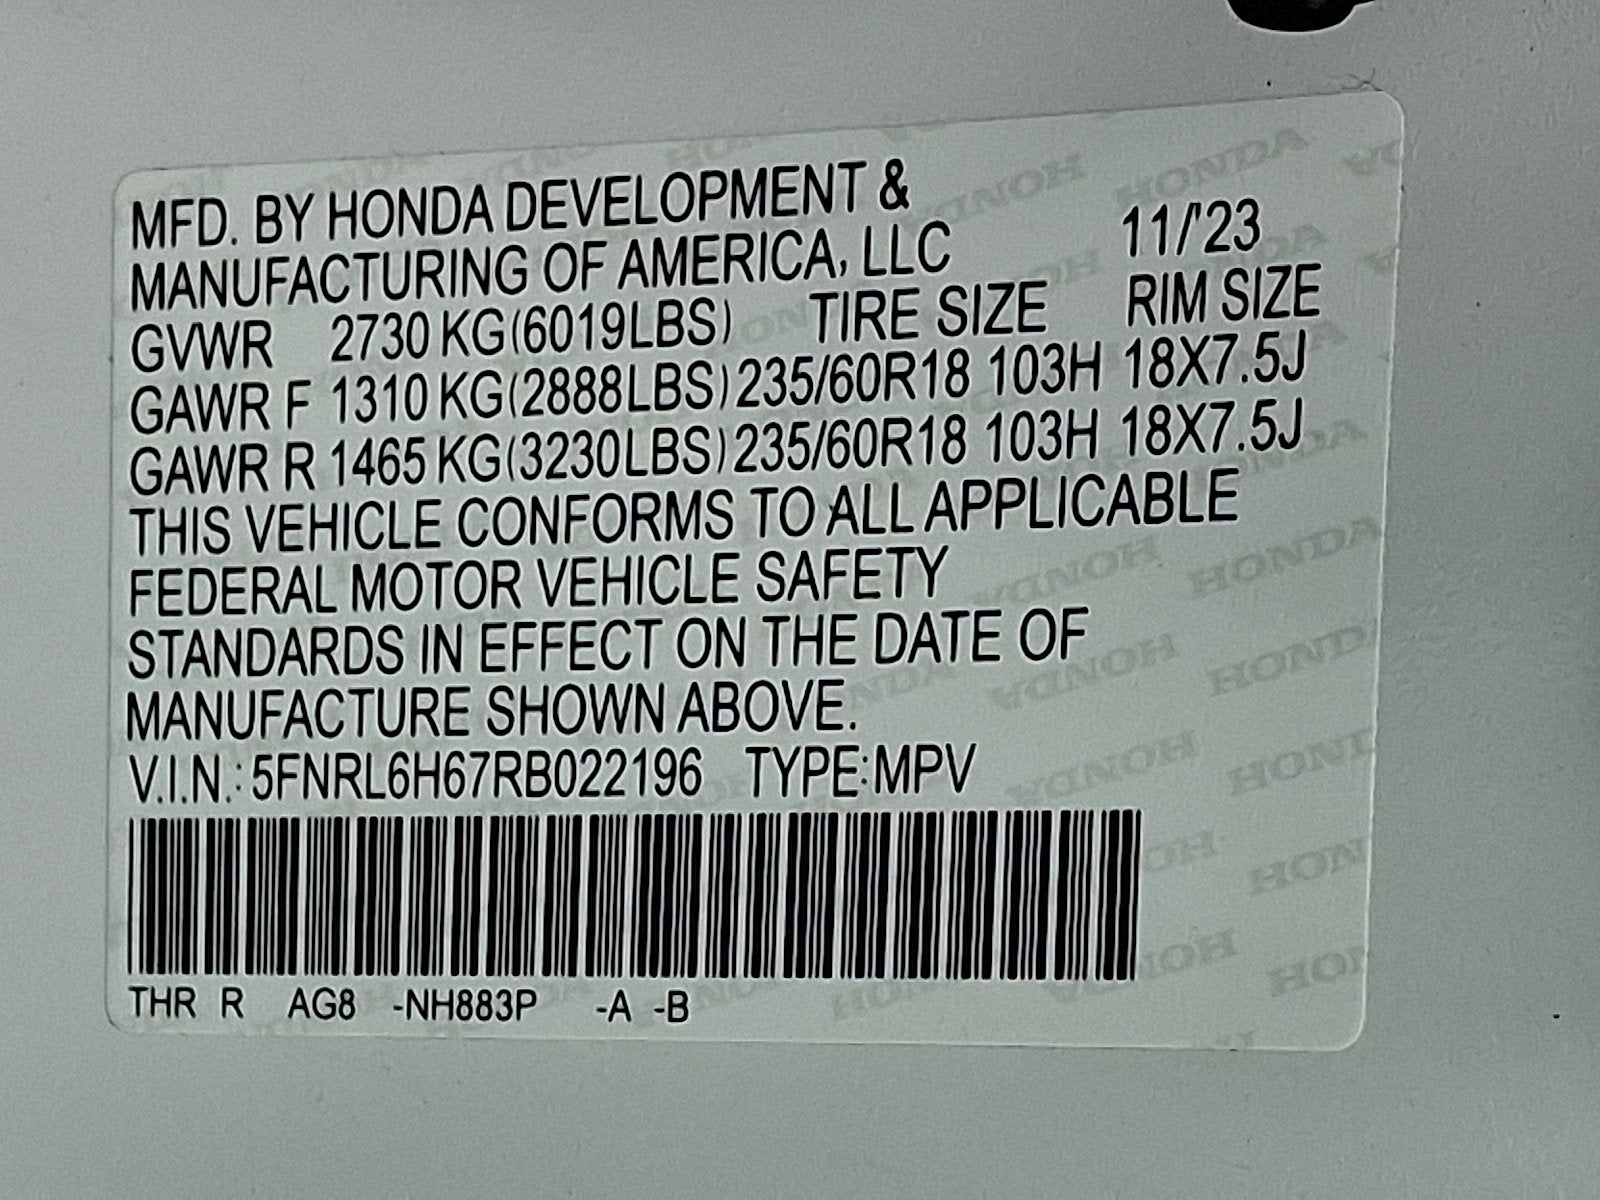 MFD. BY HONDA DEVELOPMENT &
MANUFACTURING OF AMERICA, LLC 11/'23
GVWR 2730 KG(6019LBS) TIRE SIZE RIM SIZE
GAWR F 1310 KG(2888LBS) 235/60R18 103H 18X7.5J
GAWR R 1465 KG(3230LBS) 235/60R18 103H 18X7.5J
THIS VEHICLE CONFORMS TO ALL APPLICABLE
FEDERAL MOTOR VEHICLE SAFETY
STANDARDS IN EFFECT ON THE DATE OF
MANUFACTURE SHOWN ABOVE.
V.I.N.: 5FNRL6H67RB022196 TYPE:MPV
THR R AG8 -NH883P -A -B